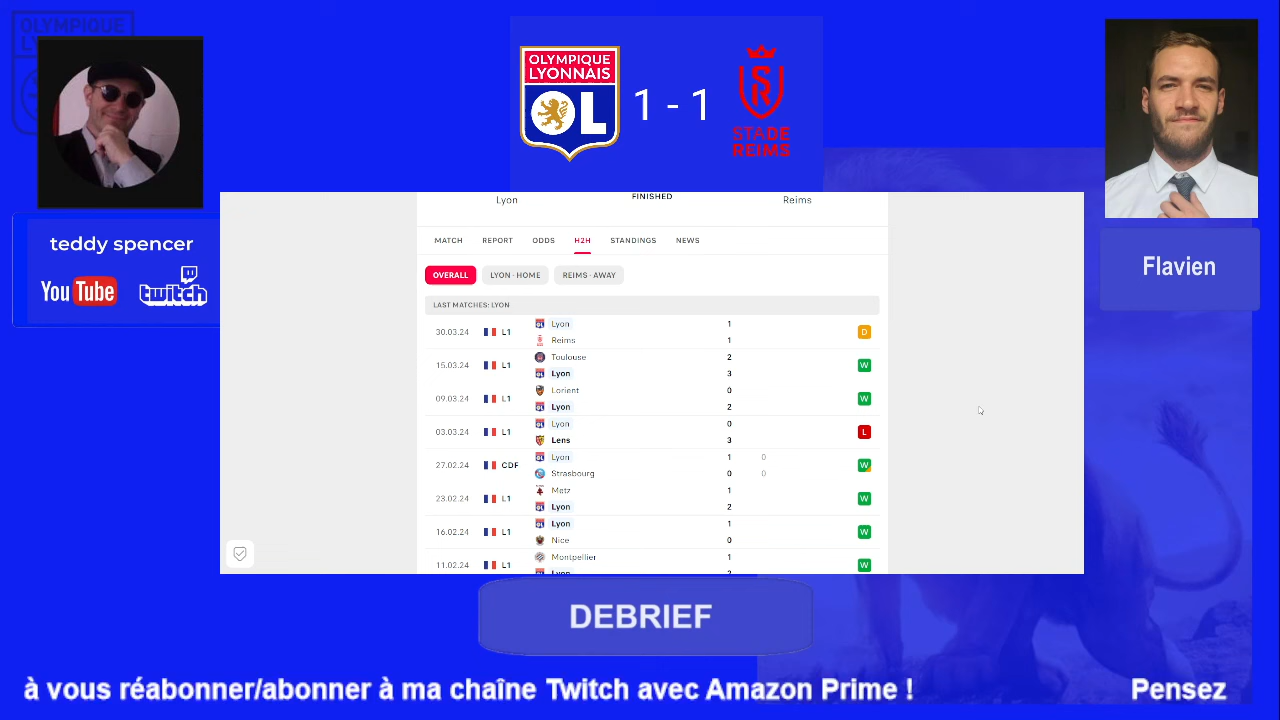 OLYMPIQUE
OLYMPIQUE
LYONNAIS
OL
1 - 1
STADE
REIMS
teddy spencer
YouTube
twitch
Flavien
Lyon
FINISHED
Reims
MATCH REPORT ODDS H2H STANDINGS NEWS
OVERALL LYON - HOME REIMS - AWAY
LAST MATCHES: LYON
30.03.24 L1 Lyon 1 D
Reims 1
15.03.24 L1 Toulouse 2 W
Lyon 3
09.03.24 L1 Lorient 0 W
Lyon 2
03.03.24 L1 Lyon 0 L
Lens 3
27.02.24 CDF Lyon 1 0 W
Strasbourg 0 0
23.02.24 L1 Metz 1 W
Lyon 2
16.02.24 L1 Lyon 1 W
Nice 0
11.02.24 L1 Montpellier 1 W
Lyon 2
DEBRIEF
à vous réabonner/abonner à ma chaîne Twitch avec Amazon Prime ! Pensez